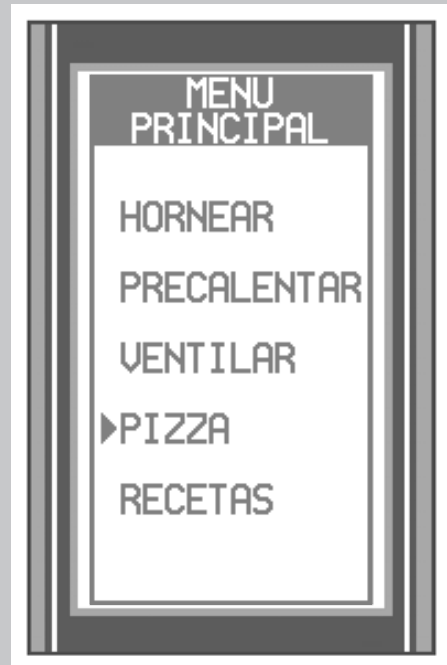 MENU
PRINCIPAL
HORNEAR
PRECALENTAR
VENTILAR
PIZZA
RECETAS